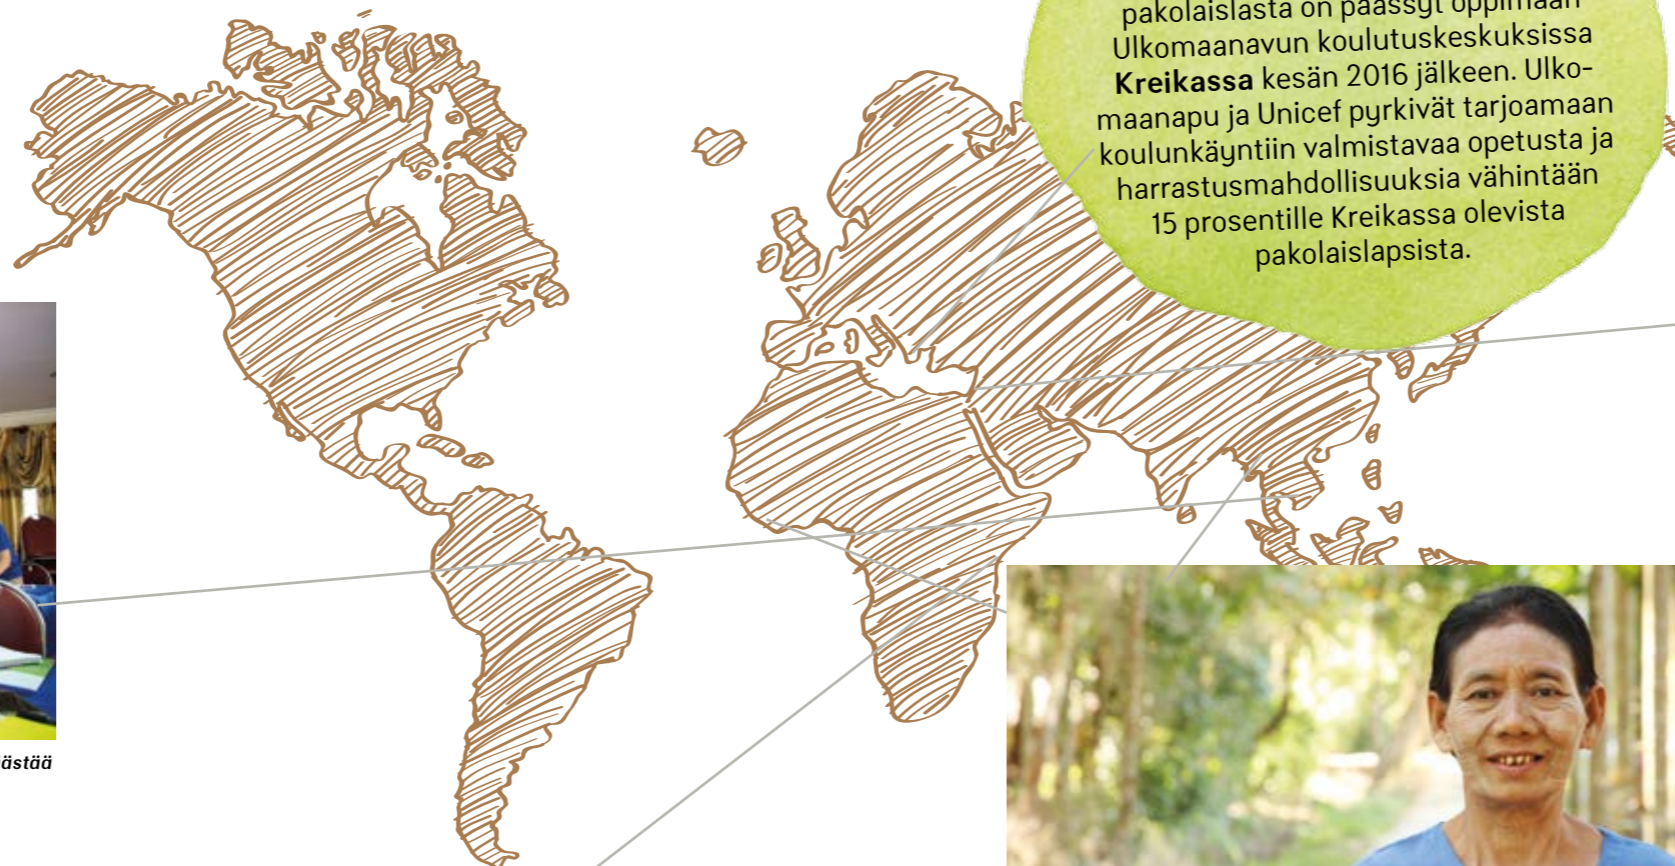 pakolaislasta on päässyt oppimaan
Ulkomaanavun koulutuskeskuksissa
Kreikassa kesän 2016 jälkeen. Ulko-
maanapu ja Unicef pyrkivät tarjoamaan
koulunkäyntiin valmistavaa opetusta ja
harrastusmahdollisuuksia vähintään
15 prosentille Kreikassa olevista
pakolaislapsista.